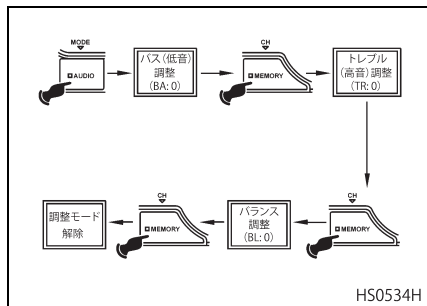 MODE
AUDIO
バス(低音)
調整
(BA: 0)
CH
MEMORY
トレブル
(高音)調整
(TR: 0)
CH
MEMORY
バランス
調整
(BL: 0)
CH
MEMORY
調整モード
解除
HS0534H